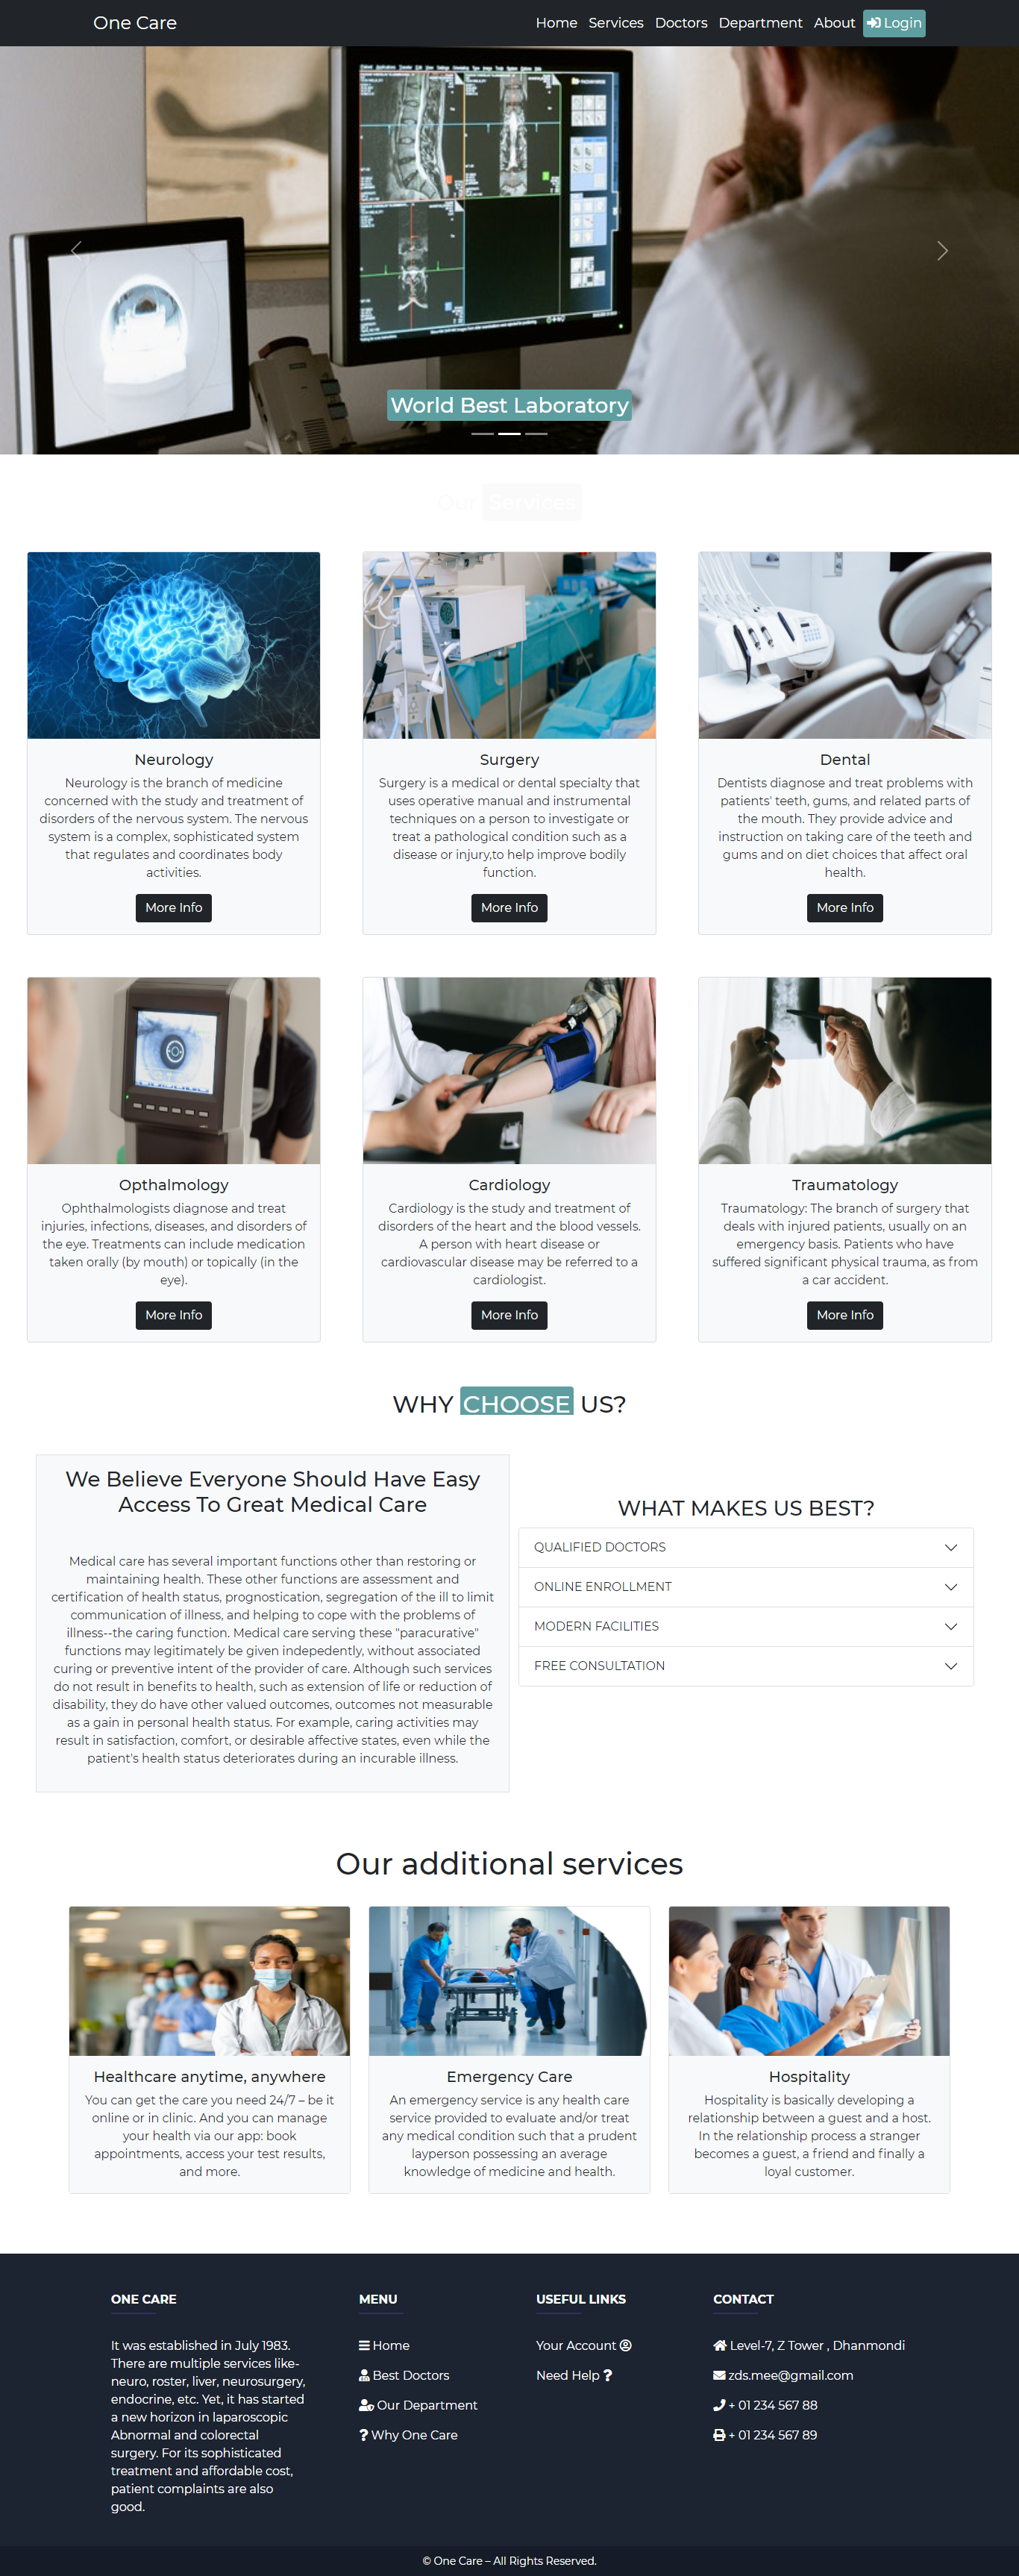 One Care
Home Services Doctors Department About Login
World Best Laboratory
Our Services
Neurology
Neurology is the branch of medicine
concerned with the study and treatment of
disorders of the nervous system. The nervous
system is a complex, sophisticated system
that regulates and coordinates body
activities.
More Info
Surgery
Surgery is a medical or dental specialty that
uses operative manual and instrumental
techniques on a person to investigate or
treat a pathological condition such as a
disease or injury,to help improve bodily
function.
More Info
Dental
Dentists diagnose and treat problems with
patients' teeth, gums, and related parts of
the mouth. They provide advice and
instruction on taking care of the teeth and
gums and on diet choices that affect oral
health.
More Info
Opthalmology
Ophthalmologists diagnose and treat
injuries, infections, diseases, and disorders of
the eye. Treatments can include medication
taken orally (by mouth) or topically (in the
eye).
More Info
Cardiology
Cardiology is the study and treatment of
disorders of the heart and the blood vessels.
A person with heart disease or
cardiovascular disease may be referred to a
cardiologist.
More Info
Traumatology
Traumatology: The branch of surgery that
deals with injured patients, usually on an
emergency basis. Patients who have
suffered significant physical trauma, as from
a car accident.
More Info
WHY CHOOSE US?
We Believe Everyone Should Have Easy
Access To Great Medical Care
Medical care has several important functions other than restoring or
maintaining health. These other functions are assessment and
certification of health status, prognostication, segregation of the ill to limit
communication of illness, and helping to cope with the problems of
illness--the caring function. Medical care serving these "paracurative"
functions may legitimately be given indepedently, without associated
curing or preventive intent of the provider of care. Although such services
do not result in benefits to health, such as extension of life or reduction of
disability, they do have other valued outcomes, outcomes not measurable
as a gain in personal health status. For example, caring activities may
result in satisfaction, comfort, or desirable affective states, even while the
patient's health status deteriorates during an incurable illness.
WHAT MAKES US BEST?
QUALIFIED DOCTORS
ONLINE ENROLLMENT
MODERN FACILITIES
FREE CONSULTATION
Our additional services
Healthcare anytime, anywhere
You can get the care you need 24/7 – be it
online or in clinic. And you can manage
your health via our app: book
appointments, access your test results,
and more.
Emergency Care
An emergency service is any health care
service provided to evaluate and/or treat
any medical condition such that a prudent
layperson possessing an average
knowledge of medicine and health.
Hospitality
Hospitality is basically developing a
relationship between a guest and a host.
In the relationship process a stranger
becomes a guest, a friend and finally a
loyal customer.
ONE CARE
It was established in July 1983.
There are multiple services like-
neuro, roster, liver, neurosurgery,
endocrine, etc. Yet, it has started
a new horizon in laparoscopic
Abnormal and colorectal
surgery. For its sophisticated
treatment and affordable cost,
patient complaints are also
good.
MENU
Home
Best Doctors
Our Department
Why One Care
USEFUL LINKS
Your Account
Need Help
CONTACT
Level-7, Z Tower , Dhanmondi
zds.mee@gmail.com
+ 01 234 567 88
+ 01 234 567 89
© One Care – All Rights Reserved.